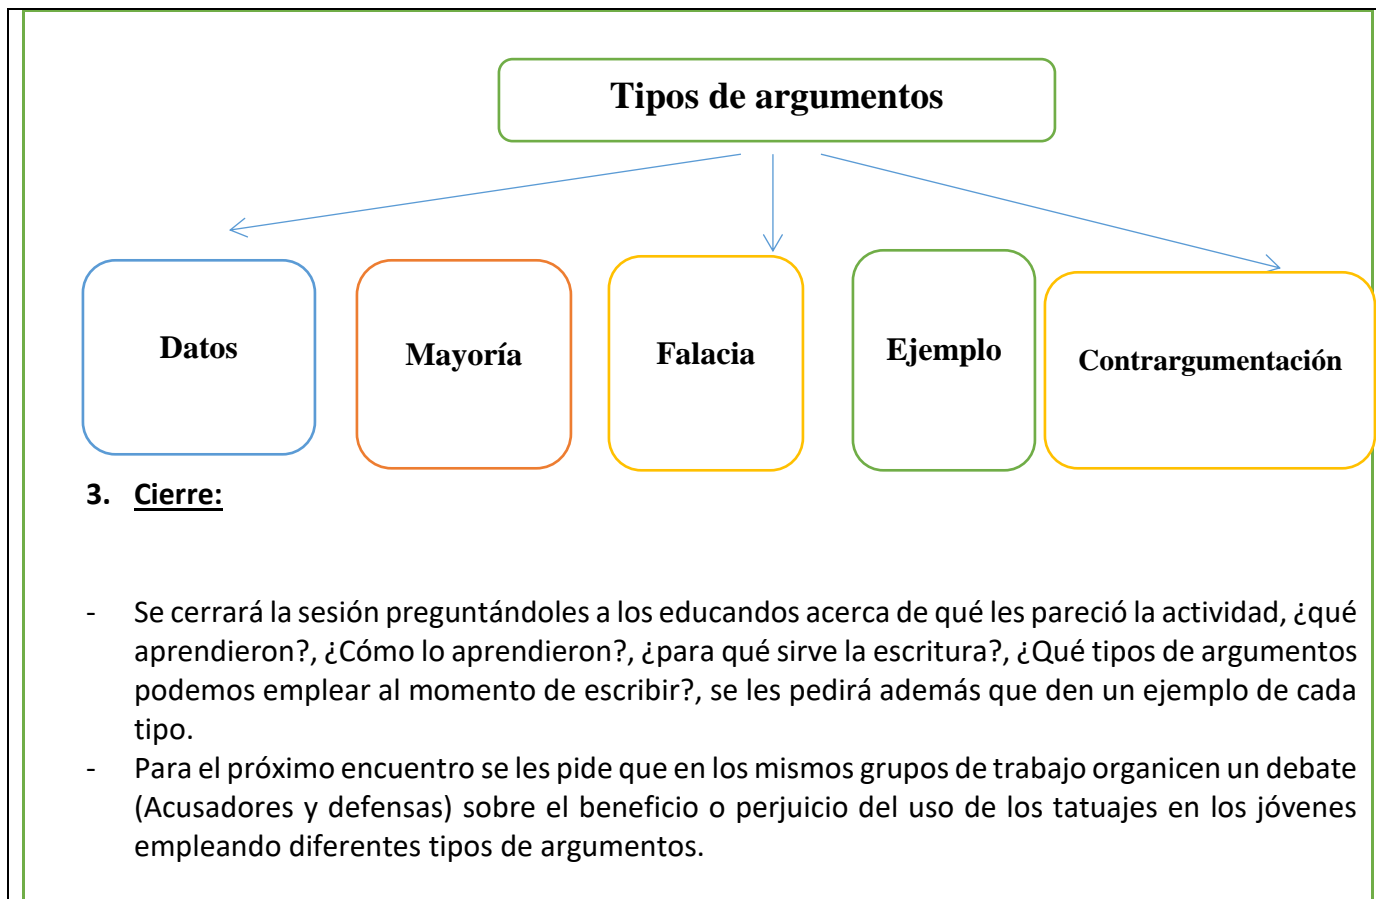 Tipos de argumentos
Datos
Mayoría
Falacia
Ejemplo
Contrargumentación
3. Cierre:
- Se cerrará la sesión preguntándoles a los educandos acerca de qué les pareció la actividad, ¿qué
aprendieron?, ¿Cómo lo aprendieron?, ¿para qué sirve la escritura?, ¿Qué tipos de argumentos
podemos emplear al momento de escribir?, se les pedirá además que den un ejemplo de cada
tipo.
- Para el próximo encuentro se les pide que en los mismos grupos de trabajo organicen un debate
(Acusadores y defensas) sobre el beneficio o perjuicio del uso de los tatuajes en los jóvenes
empleando diferentes tipos de argumentos.